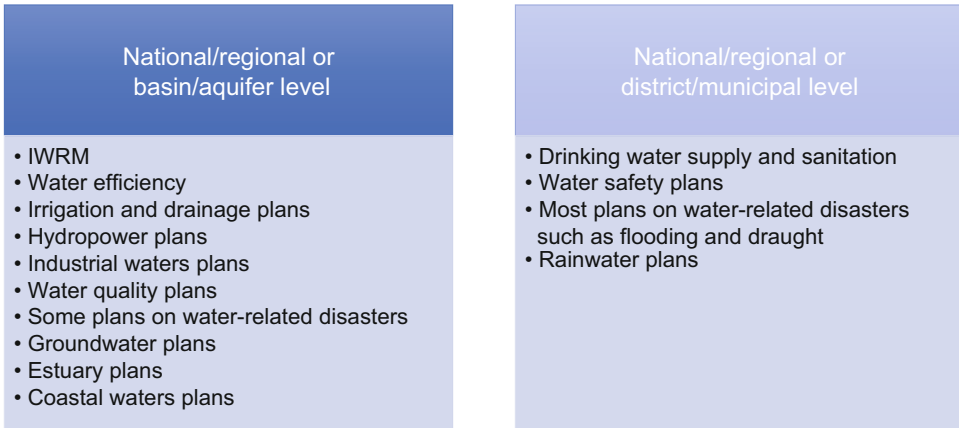 National/regional or
basin/aquifer level
• IWRM
• Water efficiency
• Irrigation and drainage plans
• Hydropower plans
• Industrial waters plans
• Water quality plans
• Some plans on water-related disasters
• Groundwater plans
• Estuary plans
• Coastal waters plans
National/regional or
district/municipal level
• Drinking water supply and sanitation
• Water safety plans
• Most plans on water-related disasters
such as flooding and draught
• Rainwater plans